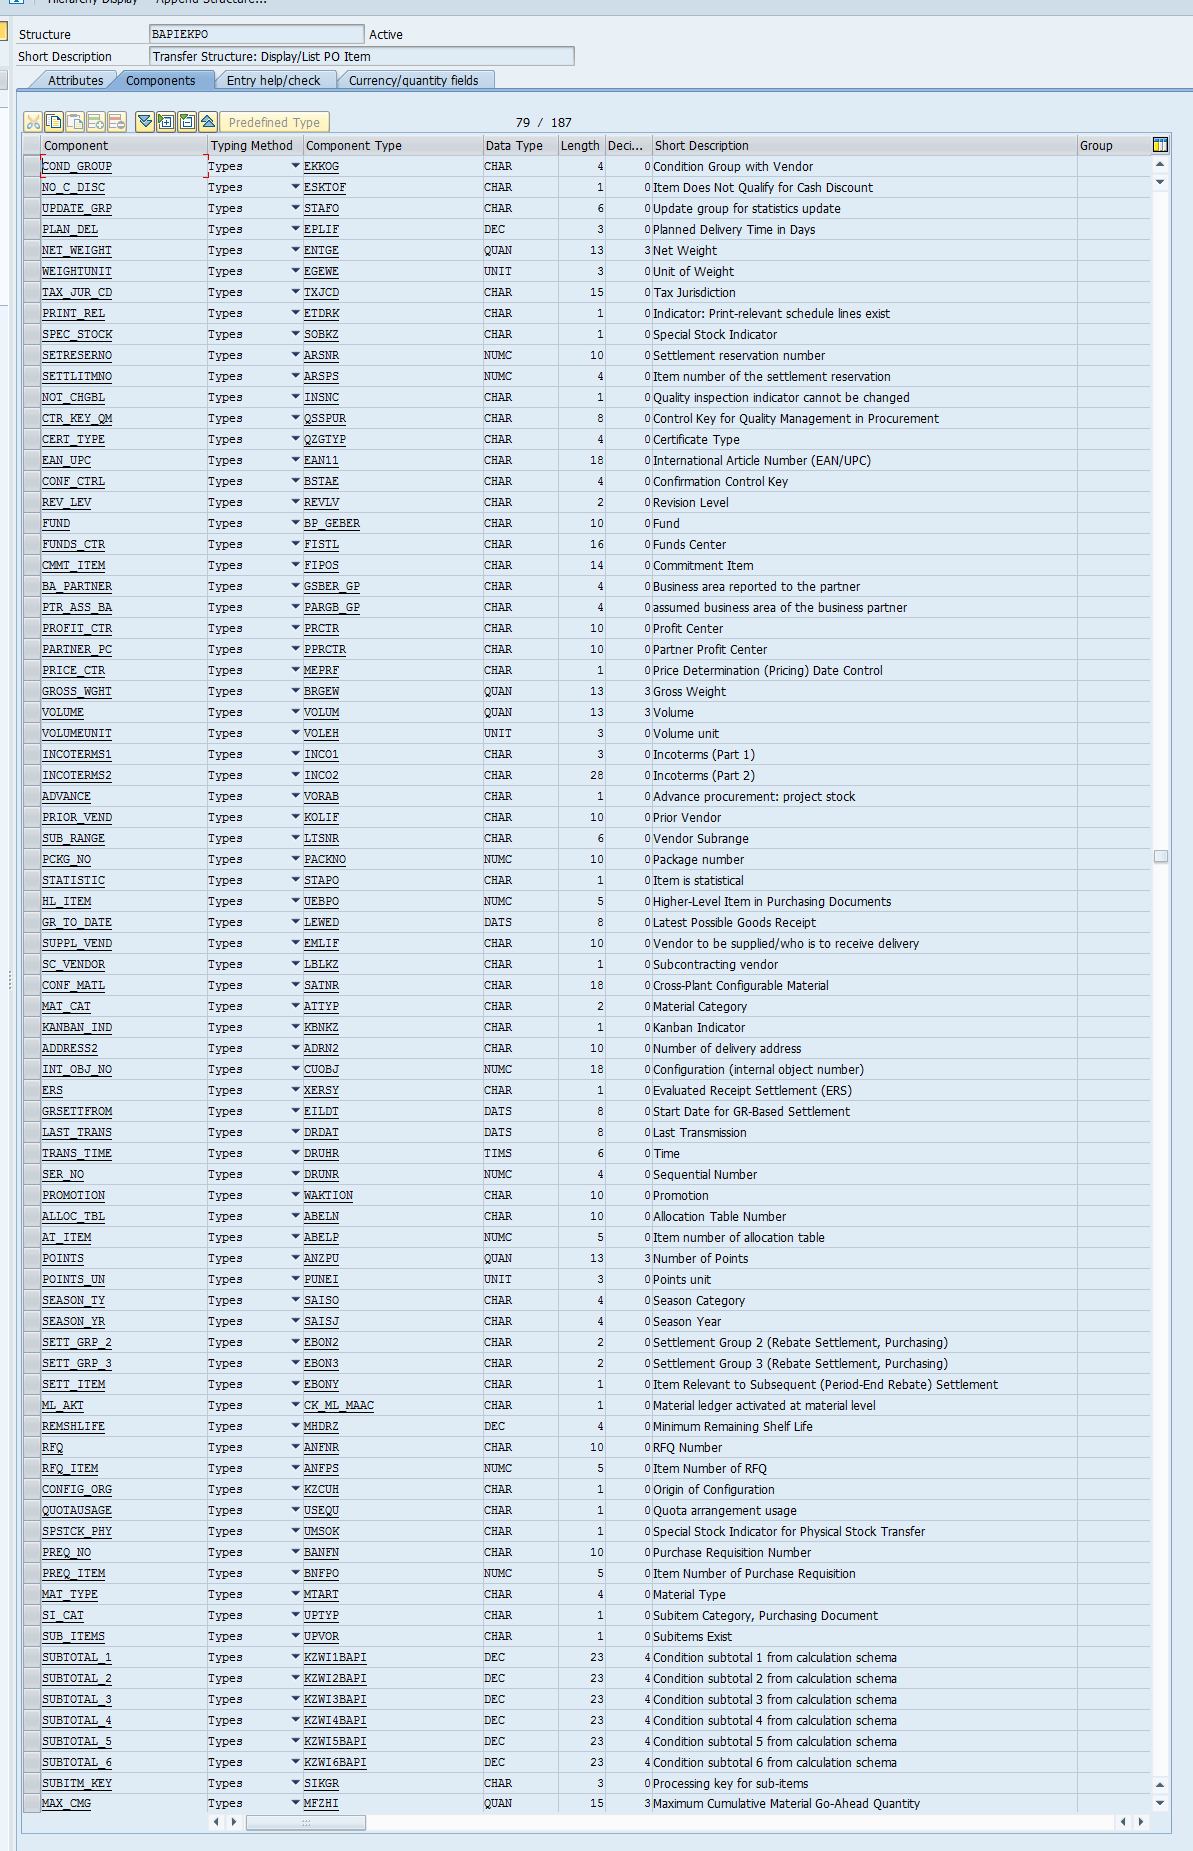 Hierarchy Display Append Structure...
Structure BAPIEKPO Active
Short Description Transfer Structure: Display/List PO Item
Attributes Components Entry help/check Currency/quantity fields
Predefined Type 79 / 187
Component Typing Method Component Type Data Type Length Deci... Short Description Group
COND_GROUP Types EKKOG CHAR 4 0 Condition Group with Vendor
NO_C_DISC Types ESKTOF CHAR 1 0 Item Does Not Qualify for Cash Discount
UPDATE_GRP Types STAFO CHAR 6 0 Update group for statistics update
PLAN_DEL Types EPLIF DEC 3 0 Planned Delivery Time in Days
NET_WEIGHT Types ENTGE QUAN 13 3 Net Weight
WEIGHTUNIT Types EGEWE UNIT 3 0 Unit of Weight
TAX_JUR_CD Types TXJCD CHAR 15 0 Tax Jurisdiction
PRINT_REL Types ETDRK CHAR 1 0 Indicator: Print-relevant schedule lines exist
SPEC_STOCK Types SOBKZ CHAR 1 0 Special Stock Indicator
SETRESERNO Types ARSNR NUMC 10 0 Settlement reservation number
SETTLITMNO Types ARSPS NUMC 4 0 Item number of the settlement reservation
NOT_CHGBL Types INSNC CHAR 1 0 Quality inspection indicator cannot be changed
CTR_KEY_QM Types QSSPUR CHAR 8 0 Control Key for Quality Management in Procurement
CERT_TYPE Types QZGTYP CHAR 4 0 Certificate Type
EAN_UPC Types EAN11 CHAR 18 0 International Article Number (EAN/UPC)
CONF_CTRL Types BSTAE CHAR 4 0 Confirmation Control Key
REV_LEV Types REVLV CHAR 2 0 Revision Level
FUND Types BP_GEBER CHAR 10 0 Fund
FUNDS_CTR Types FISTL CHAR 16 0 Funds Center
CMMT_ITEM Types FIPOS CHAR 14 0 Commitment Item
BA_PARTNER Types GSBER_GP CHAR 4 0 Business area reported to the partner
PTR_ASS_BA Types PARGB_GP CHAR 4 0 assumed business area of the business partner
PROFIT_CTR Types PRCTR CHAR 10 0 Profit Center
PARTNER_PC Types PPRCTR CHAR 10 0 Partner Profit Center
PRICE_CTR Types MEPRF CHAR 1 0 Price Determination (Pricing) Date Control
GROSS_WGHT Types BRGEW QUAN 13 3 Gross Weight
VOLUME Types VOLUM QUAN 13 3 Volume
VOLUMEUNIT Types VOLEH UNIT 3 0 Volume unit
INCOTERMS1 Types INCO1 CHAR 3 0 Incoterms (Part 1)
INCOTERMS2 Types INCO2 CHAR 28 0 Incoterms (Part 2)
ADVANCE Types VORAB CHAR 1 0 Advance procurement: project stock
PRIOR_VEND Types KOLIF CHAR 10 0 Prior Vendor
SUB_RANGE Types LTSNR CHAR 6 0 Vendor Subrange
PCKG_NO Types PACKNO NUMC 10 0 Package number
STATISTIC Types STAPO CHAR 1 0 Item is statistical
HL_ITEM Types UEBPO NUMC 5 0 Higher-Level Item in Purchasing Documents
GR_TO_DATE Types LEWED DATS 8 0 Latest Possible Goods Receipt
SUPPL_VEND Types EMLIF CHAR 10 0 Vendor to be supplied/who is to receive delivery
SC_VENDOR Types LBLKZ CHAR 1 0 Subcontracting vendor
CONF_MATL Types SATNR CHAR 18 0 Cross-Plant Configurable Material
MAT_CAT Types ATTYP CHAR 2 0 Material Category
KANBAN_IND Types KBNKZ CHAR 1 0 Kanban Indicator
ADDRESS2 Types ADRN2 CHAR 10 0 Number of delivery address
INT_OBJ_NO Types CUOBJ NUMC 18 0 Configuration (internal object number)
ERS Types XERSY CHAR 1 0 Evaluated Receipt Settlement (ERS)
GRSETTFROM Types EILDT DATS 8 0 Start Date for GR-Based Settlement
LAST_TRANS Types DRDAT DATS 8 0 Last Transmission
TRANS_TIME Types DRUHR TIMS 6 0 Time
SER_NO Types DRUNR NUMC 4 0 Sequential Number
PROMOTION Types WAKTION CHAR 10 0 Promotion
ALLOC_TBL Types ABELN CHAR 10 0 Allocation Table Number
AT_ITEM Types ABELP NUMC 5 0 Item number of allocation table
POINTS Types ANZPU QUAN 13 3 Number of Points
POINTS_UN Types PUNEI UNIT 3 0 Points unit
SEASON_TY Types SAISO CHAR 4 0 Season Category
SEASON_YR Types SAISJ CHAR 4 0 Season Year
SETT_GRP_2 Types EBON2 CHAR 2 0 Settlement Group 2 (Rebate Settlement, Purchasing)
SETT_GRP_3 Types EBON3 CHAR 2 0 Settlement Group 3 (Rebate Settlement, Purchasing)
SETT_ITEM Types EBONY CHAR 1 0 Item Relevant to Subsequent (Period-End Rebate) Settlement
ML_AKT Types CK_ML_MAAC CHAR 1 0 Material ledger activated at material level
REMSHLIFE Types MHDRZ DEC 4 0 Minimum Remaining Shelf Life
RFQ Types ANFNR CHAR 10 0 RFQ Number
RFQ_ITEM Types ANFPS NUMC 5 0 Item Number of RFQ
CONFIG_ORG Types KZCUH CHAR 1 0 Origin of Configuration
QUOTAUSAGE Types USEQU CHAR 1 0 Quota arrangement usage
SPSTCK_PHY Types UMSOK CHAR 1 0 Special Stock Indicator for Physical Stock Transfer
PREQ_NO Types BANFN CHAR 10 0 Purchase Requisition Number
PREQ_ITEM Types BNFPO NUMC 5 0 Item Number of Purchase Requisition
MAT_TYPE Types MTART CHAR 4 0 Material Type
SI_CAT Types UPTYP CHAR 1 0 Subitem Category, Purchasing Document
SUB_ITEMS Types UPVOR CHAR 1 0 Subitems Exist
SUBTOTAL_1 Types KZWI1BAPI DEC 23 4 Condition subtotal 1 from calculation schema
SUBTOTAL_2 Types KZWI2BAPI DEC 23 4 Condition subtotal 2 from calculation schema
SUBTOTAL_3 Types KZWI3BAPI DEC 23 4 Condition subtotal 3 from calculation schema
SUBTOTAL_4 Types KZWI4BAPI DEC 23 4 Condition subtotal 4 from calculation schema
SUBTOTAL_5 Types KZWI5BAPI DEC 23 4 Condition subtotal 5 from calculation schema
SUBTOTAL_6 Types KZWI6BAPI DEC 23 4 Condition subtotal 6 from calculation schema
SUBITM_KEY Types SIKGR CHAR 3 0 Processing key for sub-items
MAX_CMG Types MFZHI QUAN 15 3 Maximum Cumulative Material Go-Ahead Quantity